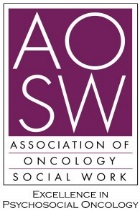 AO
SW
ASSOCIATION OF
ONCOLOGY
SOCIAL WORK
EXCELLENCE IN
PSYCHOSOCIAL ONCOLOGY